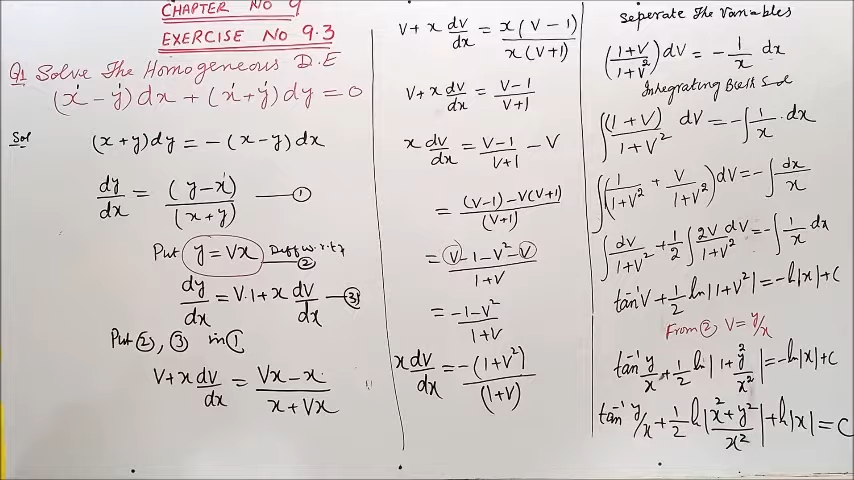 CHAPTER NO 9
EXERCISE NO 9.3
Q1 Solve The Homogeneous D.E
(x - y)dx + (x + y)dy = 0
Sol
(x+y)dy = -(x-y)dx
dy/dx = (y-x)/(x+y) —①
Put y = Vx Diff w.r.t x —②
dy/dx = V.1 + x dV/dx —③
Put ②, ③ in ①
V + x dV/dx = (Vx - x)/(x + Vx)
V + x dV/dx = x(V-1)/x(V+1)
V + x dV/dx = (V-1)/(V+1)
x dV/dx = (V-1)/(V+1) - V
= ((V-1) - V(V+1))/(V+1)
= (V - 1 - V² - V)/(1+V)
= (-1-V²)/(1+V)
x dV/dx = -(1+V²)/(1+V)
Seperate The Variables
((1+V)/(1+V²))dV = -1/x dx
Integrating Both Sid
∫(1+V)/(1+V²) dV = -∫1/x . dx
∫(1/(1+V²) + V/(1+V²))dV = -∫dx/x
∫dV/(1+V²) + 1/2 ∫2V dV/(1+V²) = -∫1/x dx
tan⁻¹V + 1/2 ln|1+V²| = -ln|x| + C
From ② V = y/x
tan⁻¹ y/x + 1/2 ln|1 + y²/x²| = -ln|x| + C
tan⁻¹ y/x + 1/2 ln|(x²+y²)/x²| + ln|x| = C